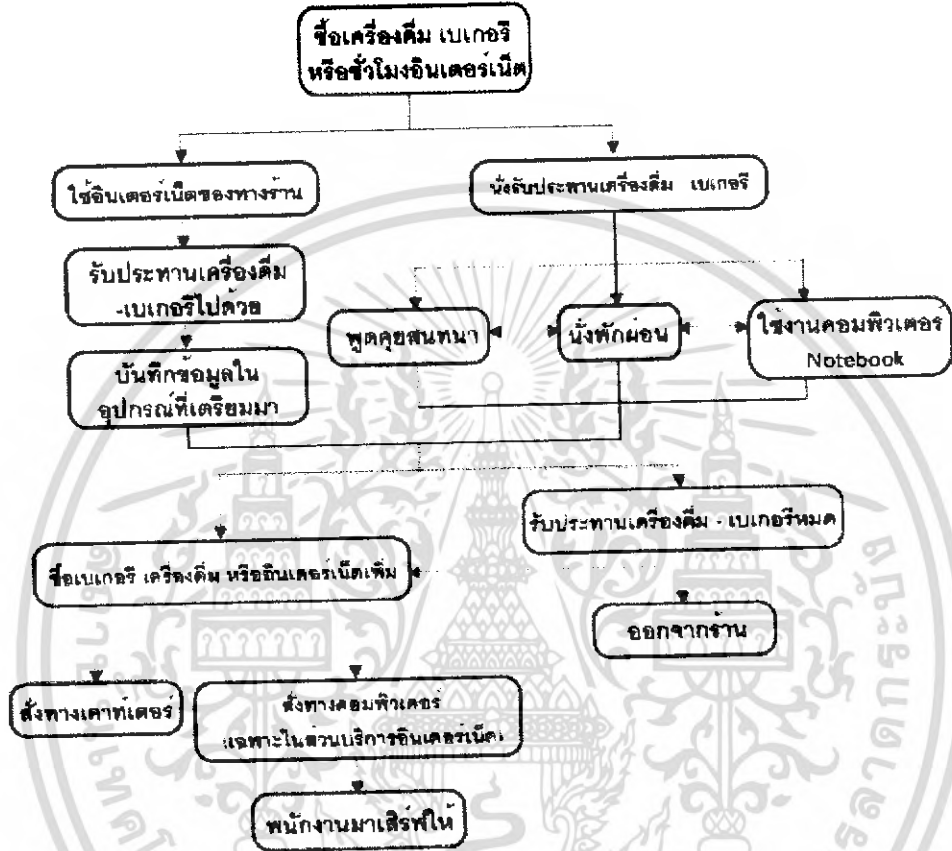 ซื้อเครื่องดื่ม เบเกอรี
หรือชั่วโมงอินเตอร์เน็ต
ใช้อินเตอร์เน็ตของทางร้าน
นั่งรับประทานเครื่องดื่ม เบเกอรี
รับประทานเครื่องดื่ม
-เบเกอรีไปด้วย
พูดคุยสนทนา
นั่งพักผ่อน
ใช้งานคอมพิวเตอร์
Notebook
บันทึกข้อมูลใน
อุปกรณ์ที่เตรียมมา
รับประทานเครื่องดื่ม - เบเกอรีหมด
ซื้อเบเกอรี เครื่องดื่ม หรืออินเตอร์เน็ตเพิ่ม
ออกจากร้าน
สั่งทางเคาท์เตอร์
สั่งทางคอมพิวเตอร์
(เฉพาะในส่วนบริการอินเตอร์เน็ต)
พนักงานมาเสิร์ฟให้